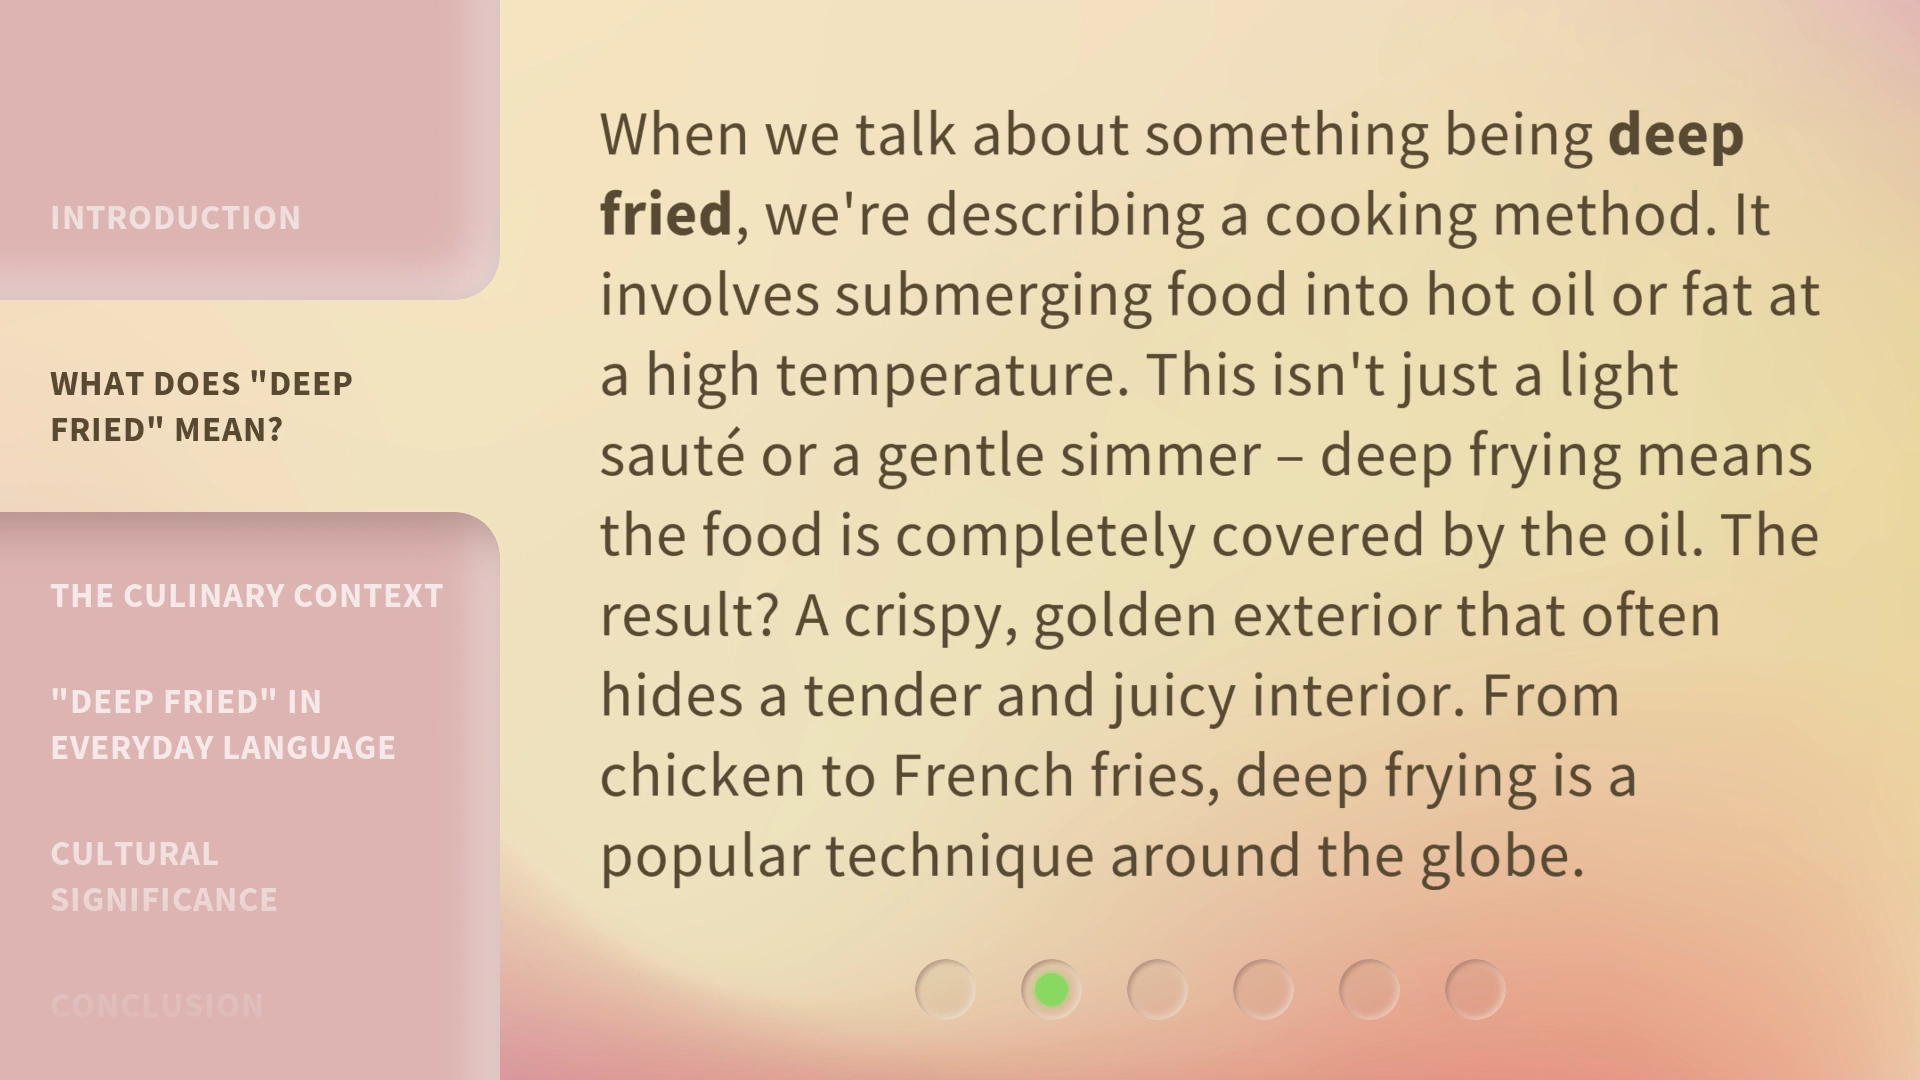 INTRODUCTION
WHAT DOES "DEEP
FRIED" MEAN?
THE CULINARY CONTEXT
"DEEP FRIED" IN
EVERYDAY LANGUAGE
CULTURAL
SIGNIFICANCE
CONCLUSION
When we talk about something being deep
fried, we're describing a cooking method. It
involves submerging food into hot oil or fat at
a high temperature. This isn't just a light
sauté or a gentle simmer – deep frying means
the food is completely covered by the oil. The
result? A crispy, golden exterior that often
hides a tender and juicy interior. From
chicken to French fries, deep frying is a
popular technique around the globe.